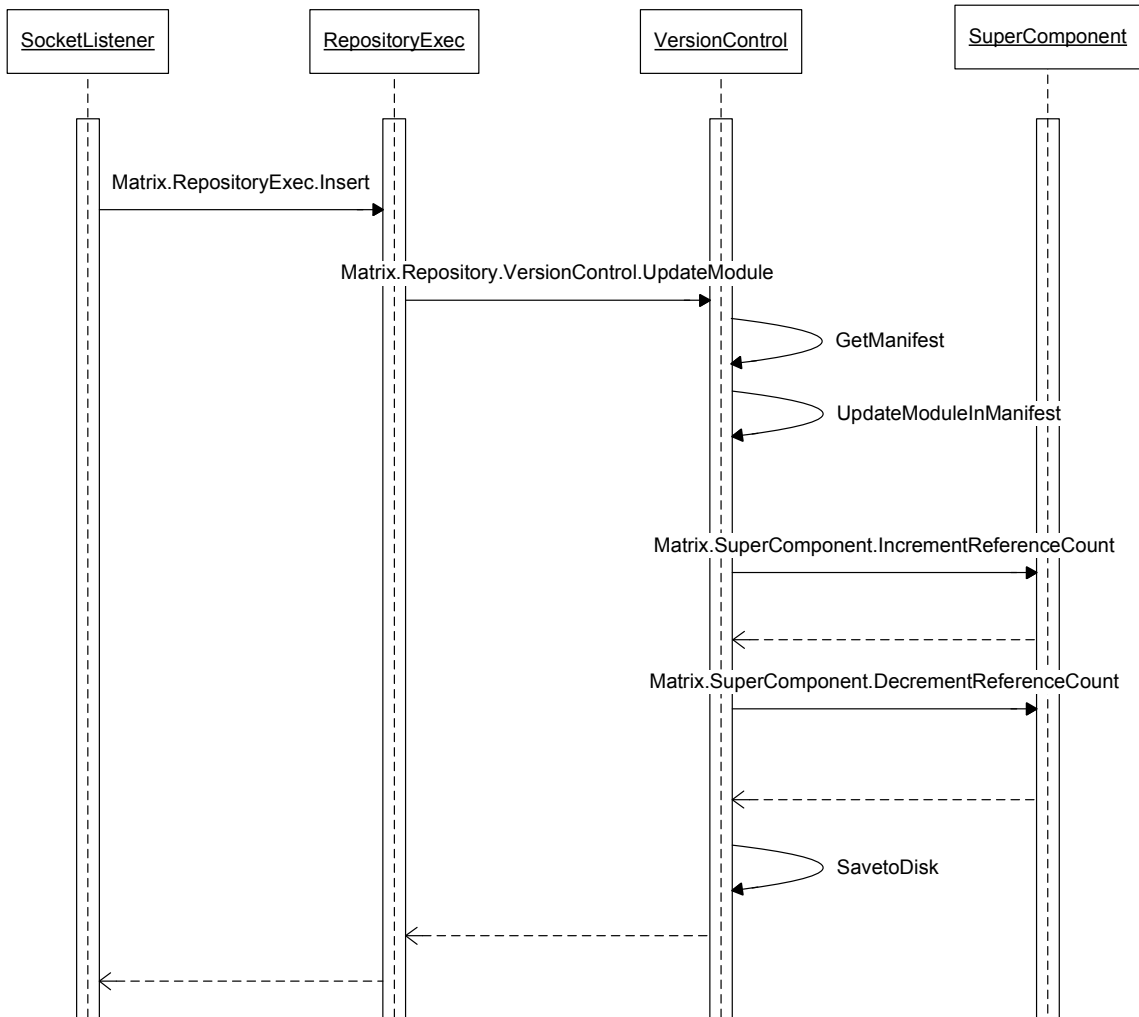 SocketListener
RepositoryExec
VersionControl
SuperComponent
Matrix.RepositoryExec.Insert
Matrix.Repository.VersionControl.UpdateModule
GetManifest
UpdateModuleInManifest
Matrix.SuperComponent.IncrementReferenceCount
Matrix.SuperComponent.DecrementReferenceCount
SavetoDisk